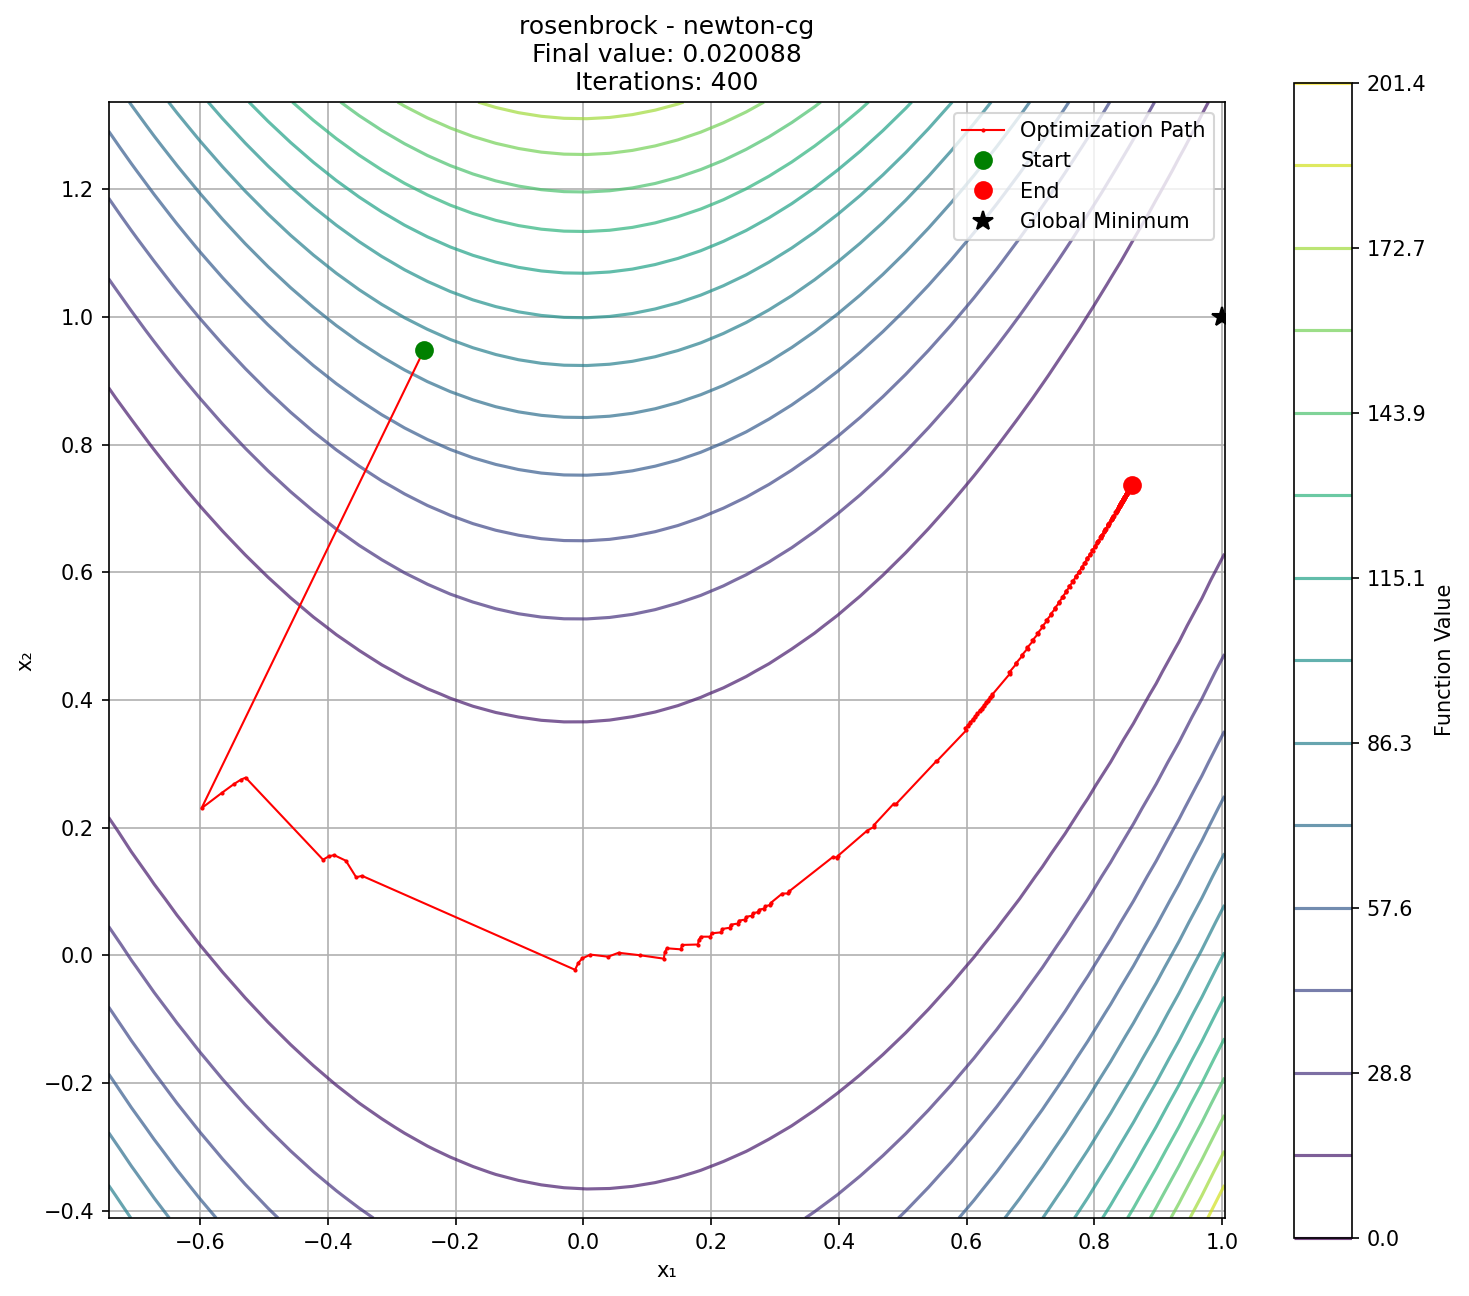 rosenbrock - newton-cg
Final value: 0.020088
Iterations: 400
Optimization Path
Start
End
Global Minimum
1.2
1.0
0.8
0.6
0.4
0.2
0.0
−0.2
−0.4
x₂
−0.6
−0.4
−0.2
0.0
0.2
0.4
0.6
0.8
1.0
x₁
201.4
172.7
143.9
115.1
86.3
57.6
28.8
0.0
Function Value